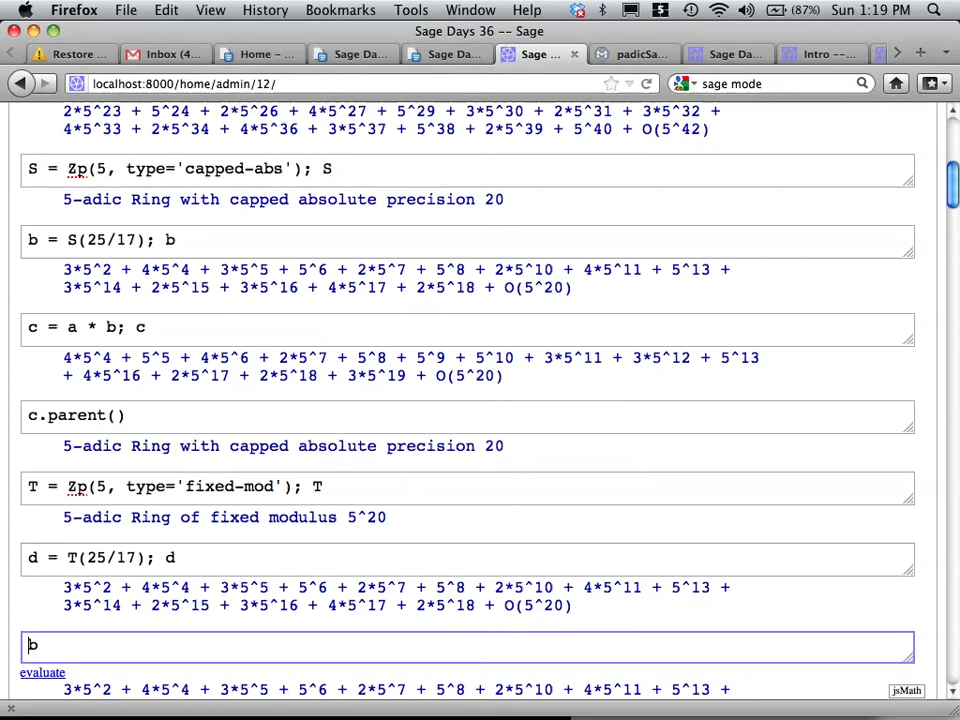 Firefox File Edit View History Bookmarks Tools Window Help (87%) Sun 1:19 PM
Sage Days 36 -- Sage
Restore ... Inbox (4... Home - ... Sage Da... Sage Da... Sage ... padicSa... Sage Da... Intro --...
localhost:8000/home/admin/12/ sage mode
2*5^23 + 5^24 + 2*5^26 + 4*5^27 + 5^29 + 3*5^30 + 2*5^31 + 3*5^32 +
4*5^33 + 2*5^34 + 4*5^36 + 3*5^37 + 5^38 + 2*5^39 + 5^40 + O(5^42)
S = Zp(5, type='capped-abs'); S
5-adic Ring with capped absolute precision 20
b = S(25/17); b
3*5^2 + 4*5^4 + 3*5^5 + 5^6 + 2*5^7 + 5^8 + 2*5^10 + 4*5^11 + 5^13 +
3*5^14 + 2*5^15 + 3*5^16 + 4*5^17 + 2*5^18 + O(5^20)
c = a * b; c
4*5^4 + 5^5 + 4*5^6 + 2*5^7 + 5^8 + 5^9 + 5^10 + 3*5^11 + 3*5^12 + 5^13
+ 4*5^16 + 2*5^17 + 2*5^18 + 3*5^19 + O(5^20)
c.parent()
5-adic Ring with capped absolute precision 20
T = Zp(5, type='fixed-mod'); T
5-adic Ring of fixed modulus 5^20
d = T(25/17); d
3*5^2 + 4*5^4 + 3*5^5 + 5^6 + 2*5^7 + 5^8 + 2*5^10 + 4*5^11 + 5^13 +
3*5^14 + 2*5^15 + 3*5^16 + 4*5^17 + 2*5^18 + O(5^20)
b
evaluate
3*5^2 + 4*5^4 + 3*5^5 + 5^6 + 2*5^7 + 5^8 + 2*5^10 + 4*5^11 + 5^13 +
jsMath